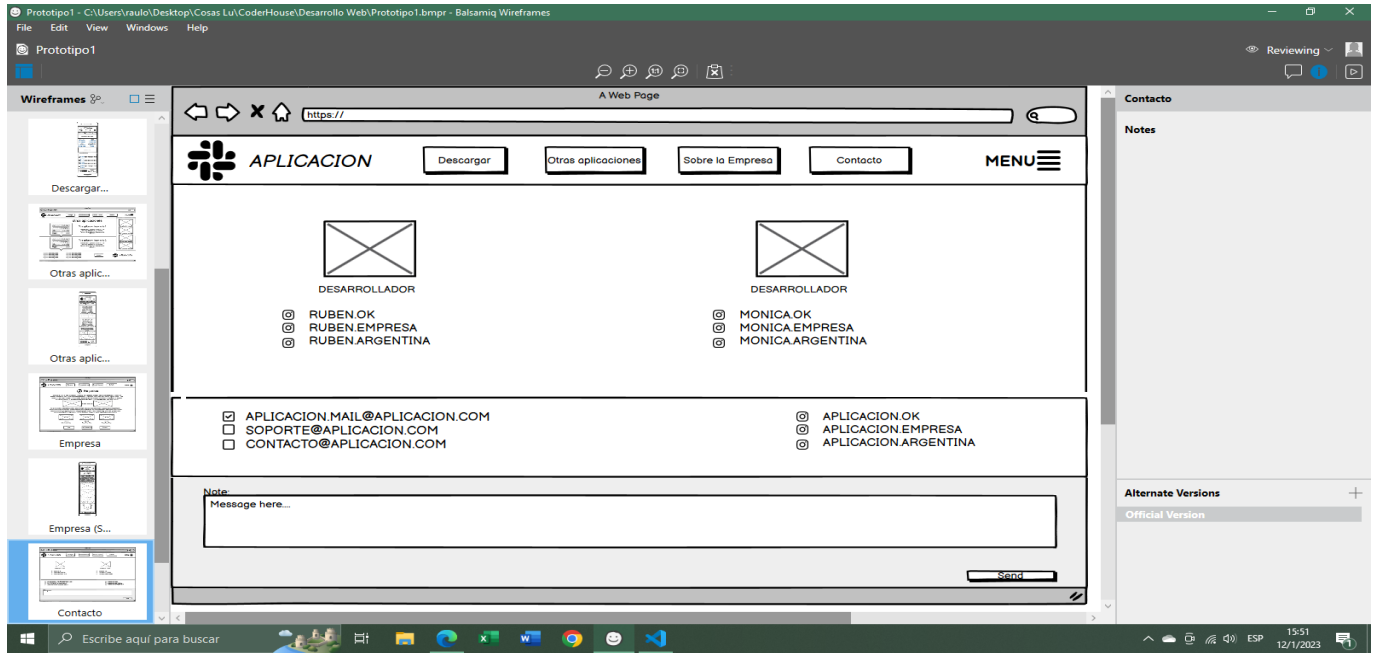 Prototipo1 - C:\Users\raulo\Desktop\Cosas Lu\CoderHouse\Desarrollo Web\Prototipo1.bmpr - Balsamiq Wireframes
File Edit View Windows Help
Prototipo1
Reviewing
1:1
Wireframes
Descargar...
Otras aplic...
Otras aplic...
Empresa
Empresa (S...
Contacto
A Web Page
https://
APLICACION
Descargar
Otras aplicaciones
Sobre la Empresa
Contacto
MENU
DESARROLLADOR
RUBEN.OK
RUBEN.EMPRESA
RUBEN.ARGENTINA
DESARROLLADOR
MONICA.OK
MONICA.EMPRESA
MONICA.ARGENTINA
APLICACION.MAIL@APLICACION.COM
SOPORTE@APLICACION.COM
CONTACTO@APLICACION.COM
APLICACION.OK
APLICACION.EMPRESA
APLICACION.ARGENTINA
Note:
Message here....
Send
Contacto
Notes
Alternate Versions
Official Version
Escribe aquí para buscar
ESP
15:51
12/1/2023